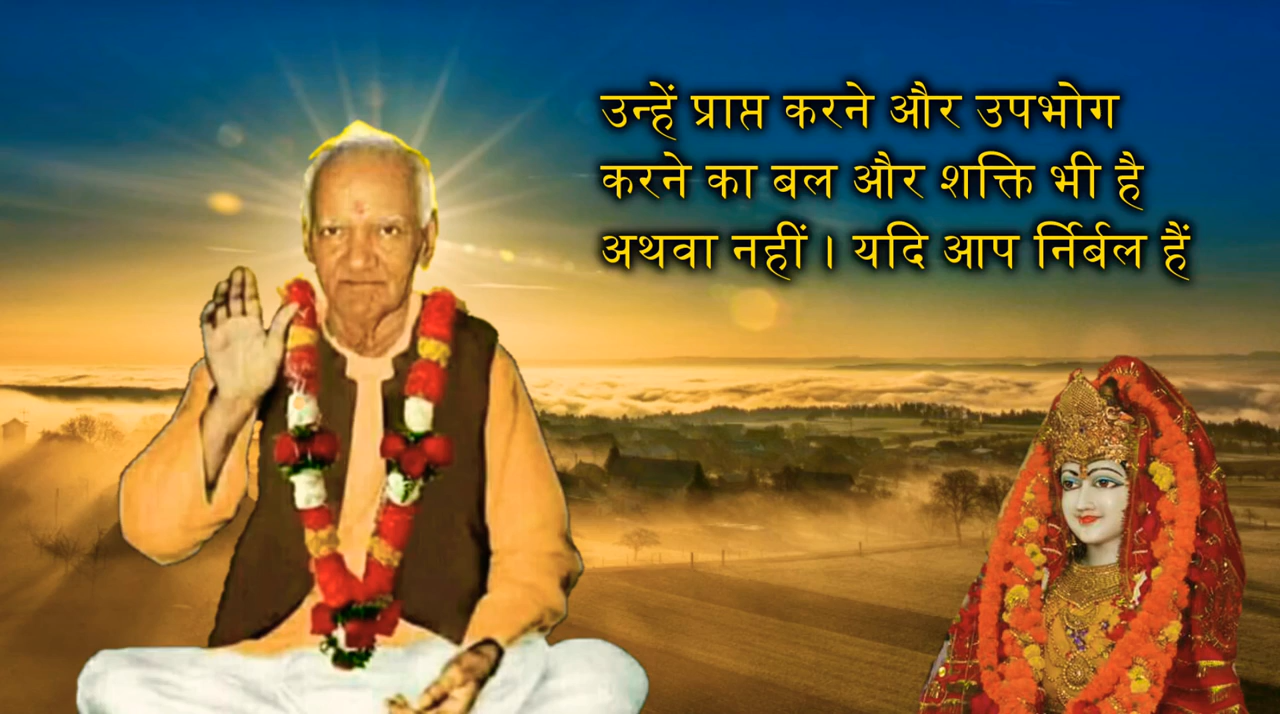 उन्हें प्राप्त करने और उपभोग
करने का बल और शक्ति भी है
अथवा नहीं । यदि आप र्निर्बल हैं